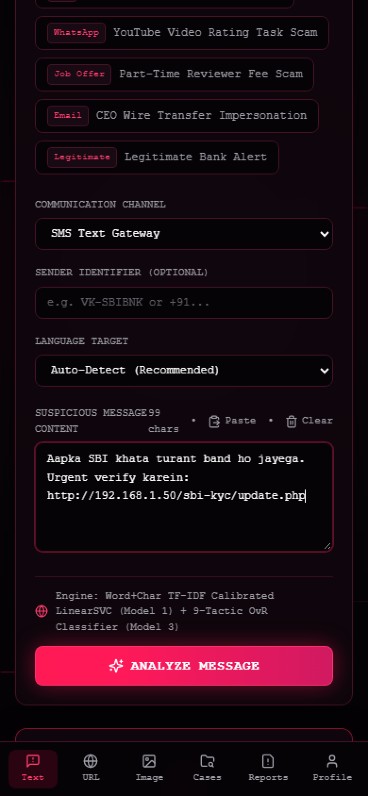 WhatsApp YouTube Video Rating Task Scam
Job Offer Part-Time Reviewer Fee Scam
Email CEO Wire Transfer Impersonation
Legitimate Legitimate Bank Alert
COMMUNICATION CHANNEL
SMS Text Gateway
SENDER IDENTIFIER (OPTIONAL)
e.g. VK-SBIBNK or +91...
LANGUAGE TARGET
Auto-Detect (Recommended)
SUSPICIOUS MESSAGE
CONTENT
99
chars
• Paste • Clear
Aapka SBI khata turant band ho jayega.
Urgent verify karein:
http://192.168.1.50/sbi-kyc/update.php
Engine: Word+Char TF-IDF Calibrated
LinearSVC (Model 1) + 9-Tactic OvR
Classifier (Model 3)
ANALYZE MESSAGE
Text URL Image Cases Reports Profile